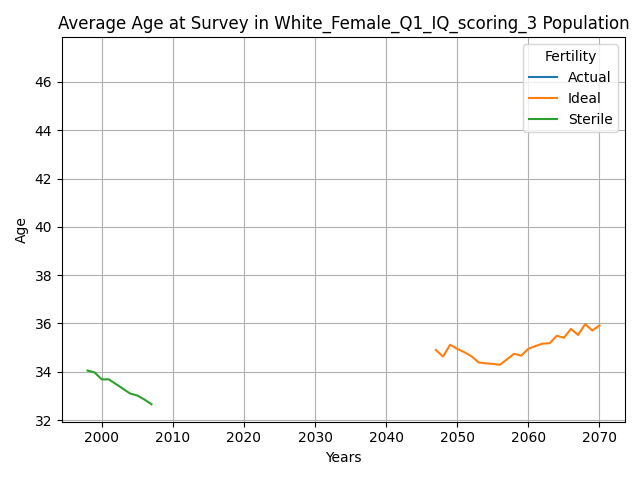 Average Age at Survey in White_Female_Q1_IQ_scoring_3 Population
Fertility
Actual
Ideal
Sterile
46
44
42
40
38
36
34
32
Age
2000 2010 2020 2030 2040 2050 2060 2070
Years